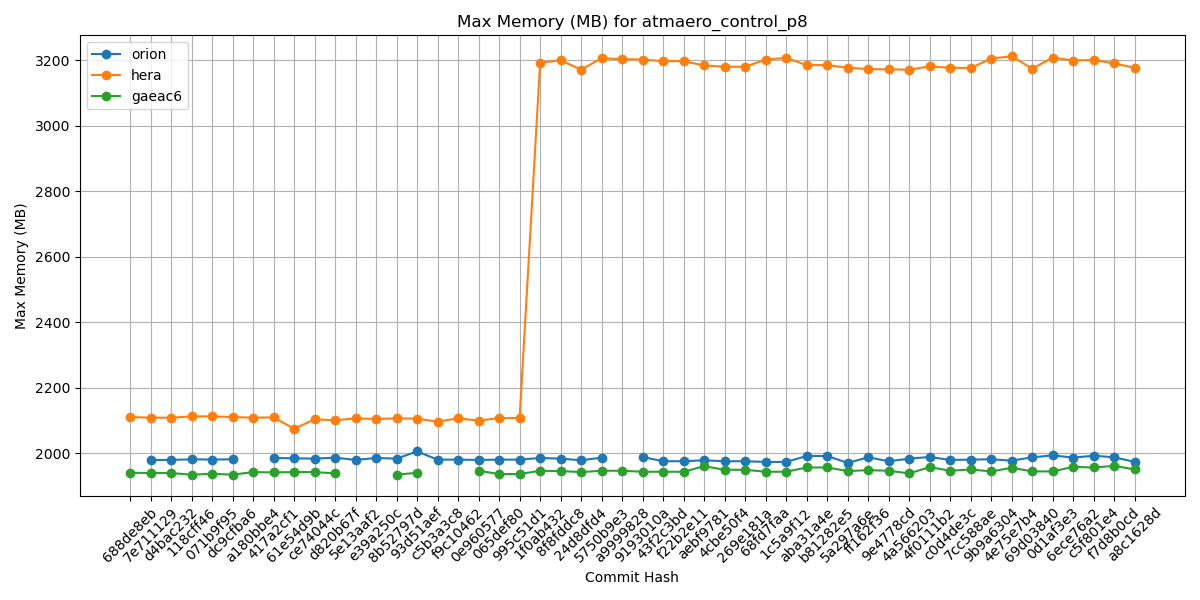 Max Memory (MB) for atmaero_control_p8
orion
hera
gaeac6
Max Memory (MB)
3200
3000
2800
2600
2400
2200
2000
688de8eb
7e711129
d4bac232
118cff46
071b9f95
dc9cfba6
a180bbe4
417a2cf1
61e54d9b
ce74044c
d820b67f
5e13aaf2
e39a250c
8b52797d
93d51aef
c5b3a3c8
f9c10462
0e960577
065def80
995c51d1
1f0ab432
8f8fddc8
24d8dfd4
5750b9e3
a9999828
9193010a
43f2c3bd
f22b2e11
aebf9781
4cbe50f4
269e181a
68fd7faa
1c5a9f12
aba31a4e
b81282e5
5a297a6e
ff162f36
9e4778cd
4a566203
4f0111b2
c0d4de3c
7cc588ae
9b9a6304
4e75e7b4
69d03840
0d1af3e3
6ece76a2
c5f801e4
f7d8b0cd
a8c1628d
Commit Hash